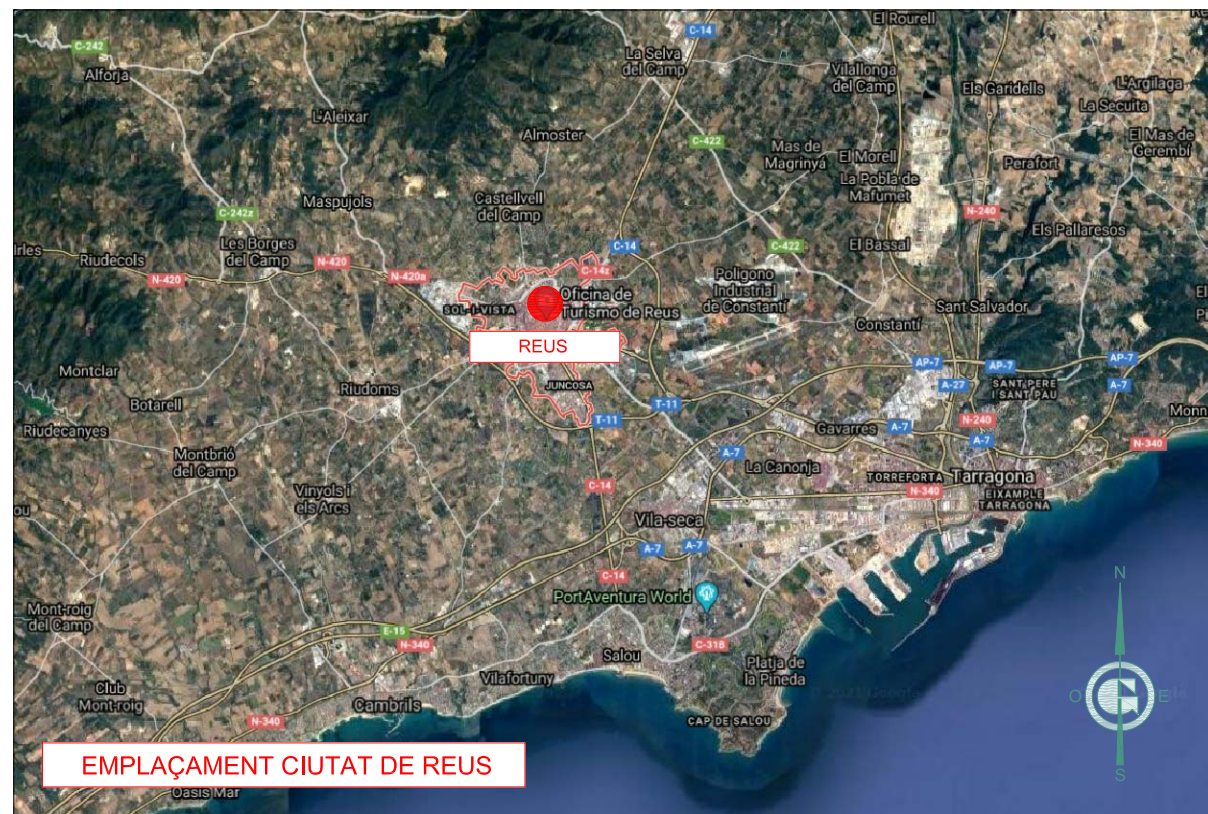 El Rourell
C-14
C-242
La Selva
del Camp
Alforja
Vilallonga
del Camp
Els Garidells
L'Argilaga
La Secuita
L'Aleixar
Almoster
C-422
Mas de
Magrinyà
El Morell
Perafort
El Mas de
Gerembí
La Pobla de
Mafumet
Maspujols
Castellvell
del Camp
C-242z
N-240
Els Pallaresos
Irles
Riudecols
Les Borges
del Camp
C-14
C-422
El Bassal
N-420
N-420
N-420a
C-14z
Poligono
Industrial
de Constantí
SOL-I-VISTA
Oficina de
Turismo de Reus
Sant Salvador
Constantí
REUS
Montclar
AP-7
AP-7
AP-7
A-27
A-7
SANT PERE
I SANT PAU
Riudoms
JUNCOSA
Botarell
T-11
T-11
N-240
Riudecanyes
Gavarres
A-7
A-7
N-340
Monn
Montbrió
del Camp
A-7
La Canonja
TORREFORTA
Tarragona
C-14
N-340
EIXAMPLE
TARRAGONA
Vinyols i
els Arcs
ou
Vila-seca
A-7
A-7
C-14
PortAventura World
N
Mont-roig
del Camp
E-15
N-340
C-31B
Salou
Platja de
la Pineda
Vilafortuny
Club
Mont-roig
Cambrils
O
E
N-340
CAP DE SALOU
EMPLAÇAMENT CIUTAT DE REUS
S
Oasis Mar